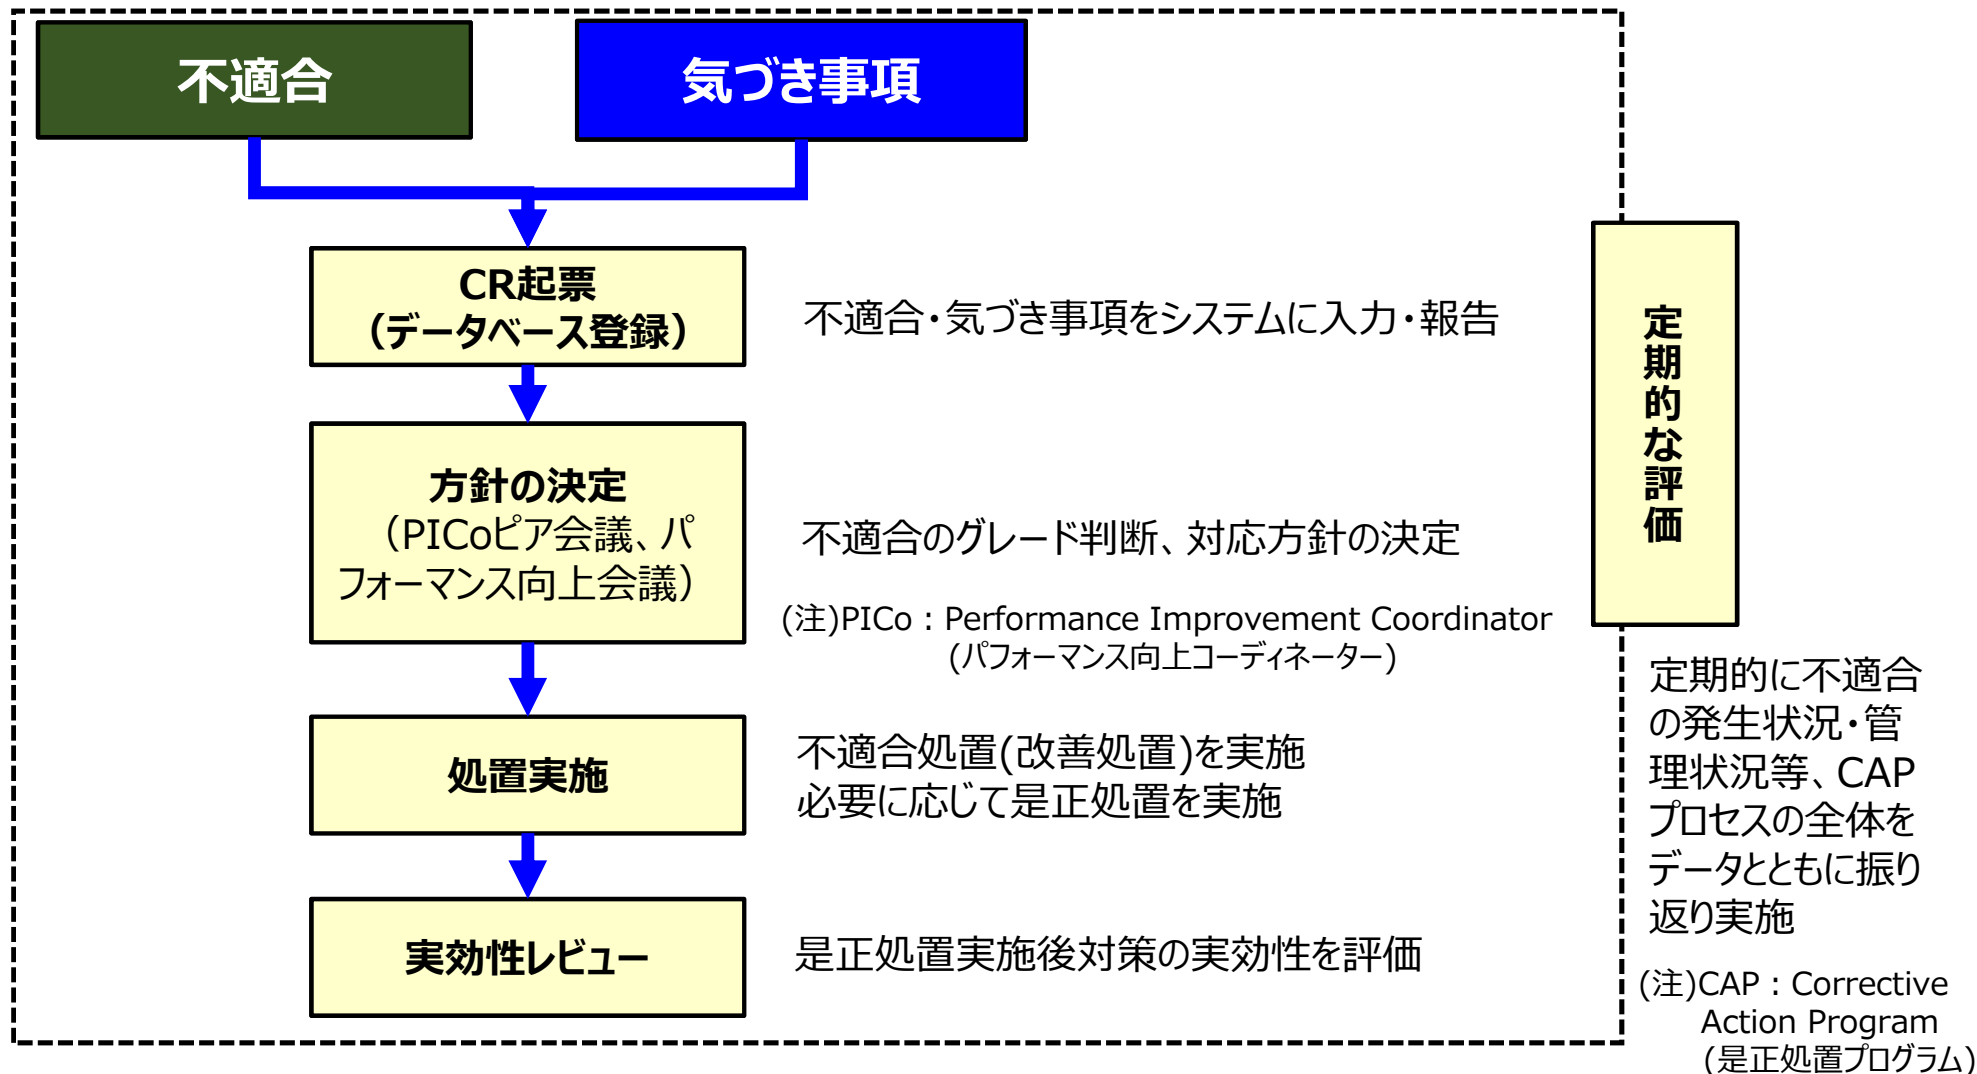 不適合
気づき事項
CR起票
（データベース登録）
不適合・気づき事項をシステムに入力・報告
方針の決定
（PICoピア会議、パ
フォーマンス向上会議）
不適合のグレード判断、対応方針の決定
(注)PICo：Performance Improvement Coordinator
(パフォーマンス向上コーディネーター)
処置実施
不適合処置(改善処置)を実施
必要に応じて是正処置を実施
実効性レビュー
是正処置実施後対策の実効性を評価
定期的な評価
定期的に不適合
の発生状況・管
理状況等、CAP
プロセスの全体を
データとともに振り
返り実施
(注)CAP：Corrective
Action Program
(是正処置プログラム)